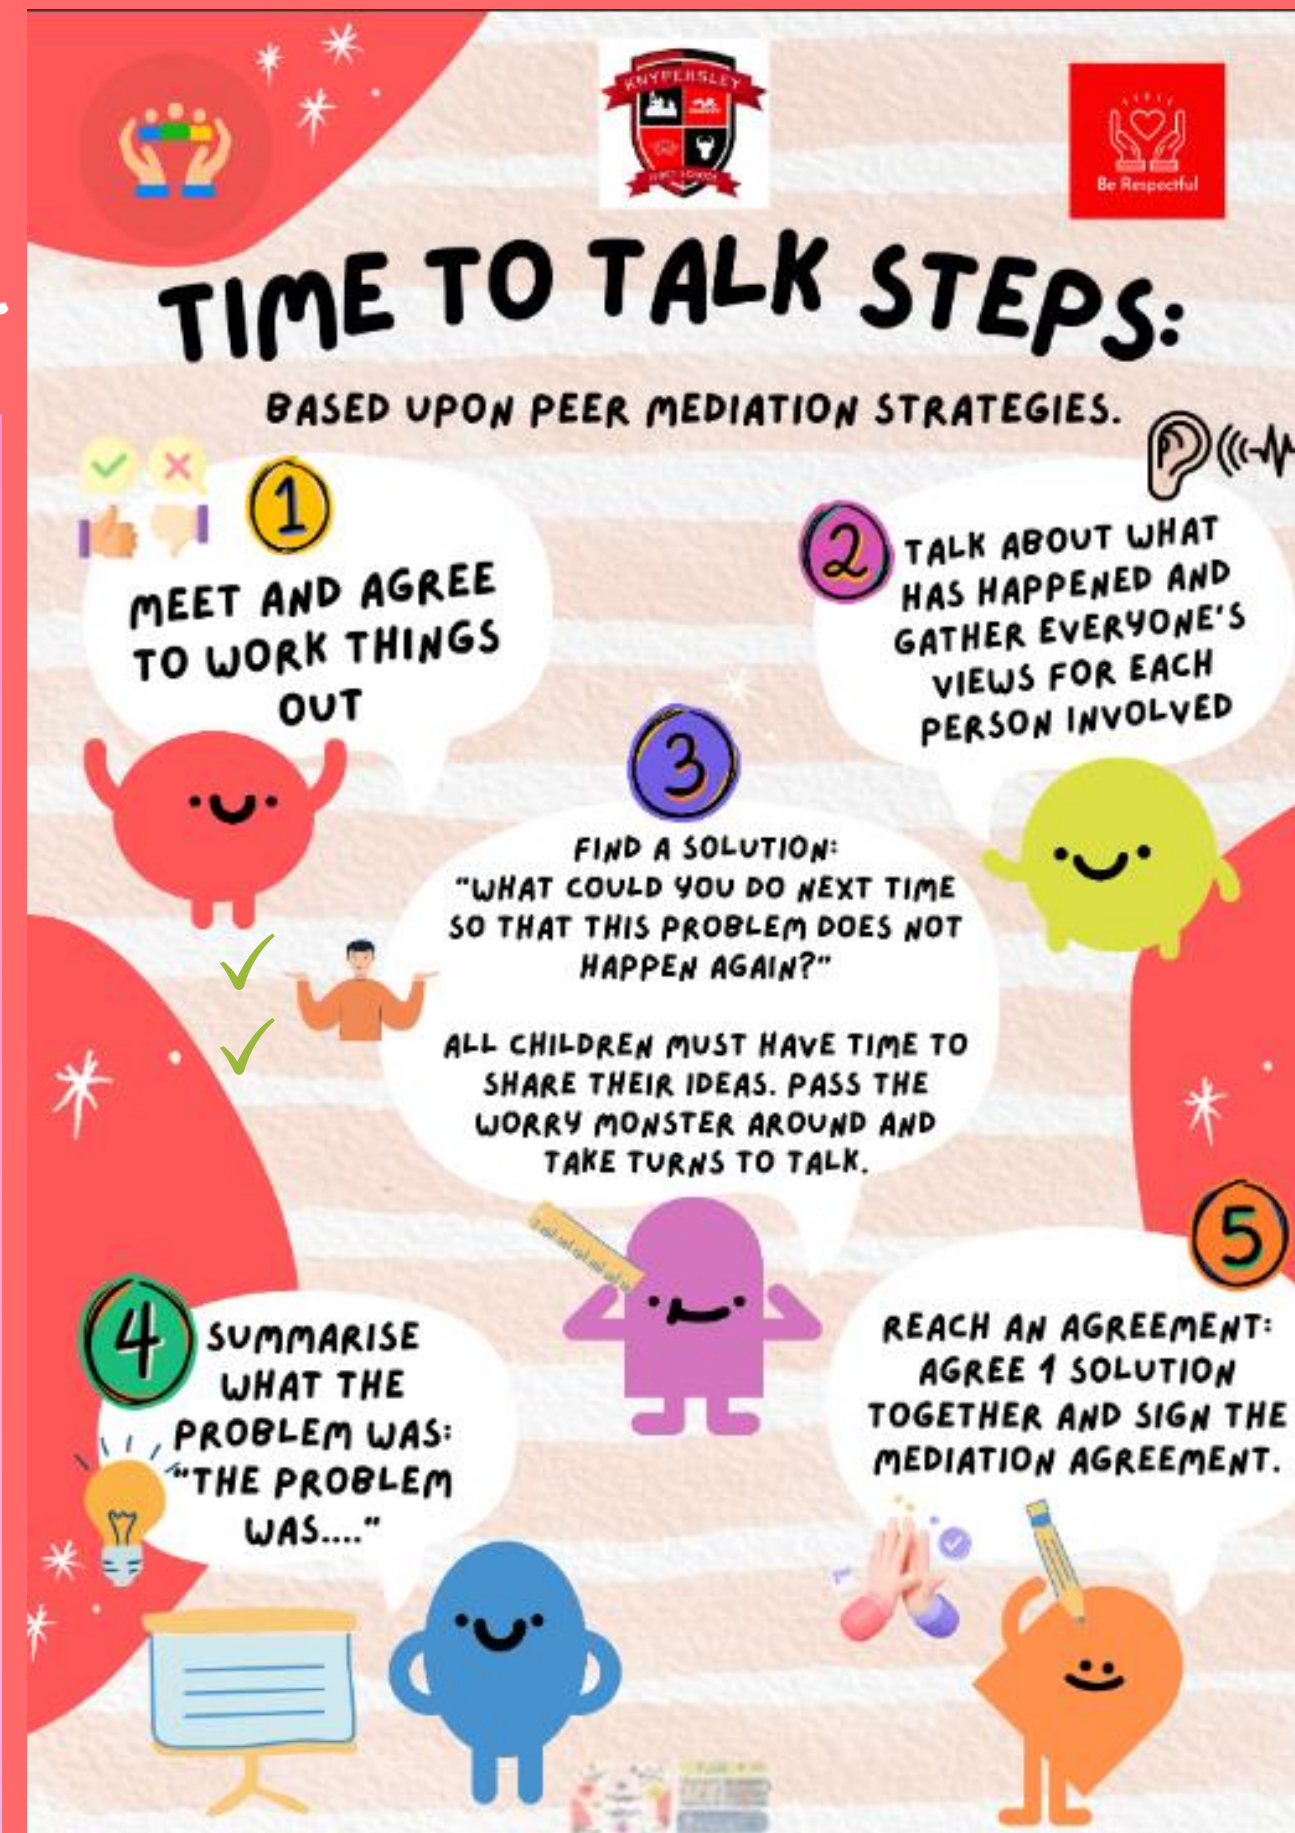 KNYPERSLEY
FIRST SCHOOL
Be Respectful
TIME TO TALK STEPS:
BASED UPON PEER MEDIATION STRATEGIES.
1
MEET AND AGREE
TO WORK THINGS
OUT
2
TALK ABOUT WHAT
HAS HAPPENED AND
GATHER EVERYONE'S
VIEWS FOR EACH
PERSON INVOLVED
3
FIND A SOLUTION:
"WHAT COULD YOU DO NEXT TIME
SO THAT THIS PROBLEM DOES NOT
HAPPEN AGAIN?"
ALL CHILDREN MUST HAVE TIME TO
SHARE THEIR IDEAS. PASS THE
WORRY MONSTER AROUND AND
TAKE TURNS TO TALK.
4
SUMMARISE
WHAT THE
PROBLEM WAS:
"THE PROBLEM
WAS...."
5
REACH AN AGREEMENT:
AGREE 1 SOLUTION
TOGETHER AND SIGN THE
MEDIATION AGREEMENT.